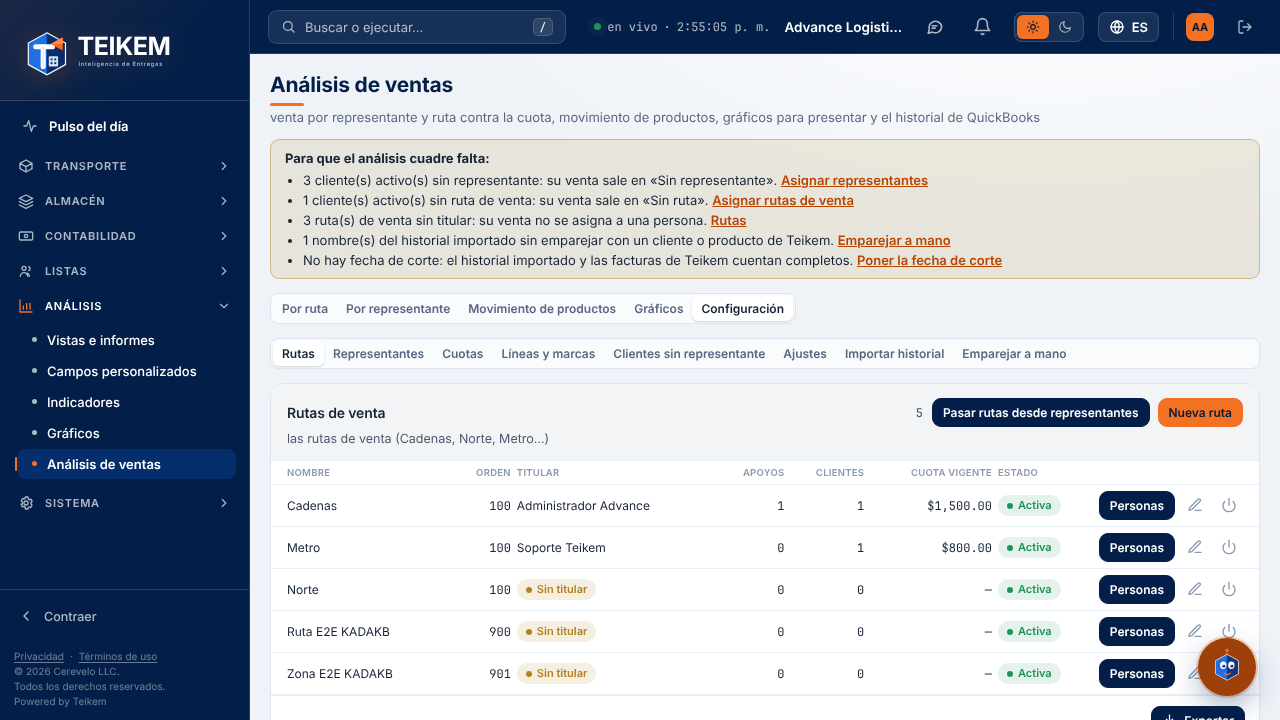 TEIKEM
Inteligencia de Entregas
Buscar o ejecutar...
/
en vivo · 2:55:05 p. m.
Advance Logisti...
ES
AA
Pulso del día
TRANSPORTE
ALMACÉN
CONTABILIDAD
LISTAS
ANÁLISIS
Vistas e informes
Campos personalizados
Indicadores
Gráficos
Análisis de ventas
SISTEMA
Contraer
Privacidad · Términos de uso
© 2026 Cerevelo LLC.
Todos los derechos reservados.
Powered by Teikem
Análisis de ventas
venta por representante y ruta contra la cuota, movimiento de productos, gráficos para presentar y el historial de QuickBooks
Para que el análisis cuadre falta:
• 3 cliente(s) activo(s) sin representante: su venta sale en «Sin representante». Asignar representantes
• 1 cliente(s) activo(s) sin ruta de venta: su venta sale en «Sin ruta». Asignar rutas de venta
• 3 ruta(s) de venta sin titular: su venta no se asigna a una persona. Rutas
• 1 nombre(s) del historial importado sin emparejar con un cliente o producto de Teikem. Emparejar a mano
• No hay fecha de corte: el historial importado y las facturas de Teikem cuentan completos. Poner la fecha de corte
Por ruta Por representante Movimiento de productos Gráficos Configuración
Rutas Representantes Cuotas Líneas y marcas Clientes sin representante Ajustes Importar historial Emparejar a mano
Rutas de venta
5 Pasar rutas desde representantes Nueva ruta
las rutas de venta (Cadenas, Norte, Metro...)
NOMBRE ORDEN TITULAR APOYOS CLIENTES CUOTA VIGENTE ESTADO
Cadenas 100 Administrador Advance 1 1 $1,500.00 Activa Personas
Metro 100 Soporte Teikem 0 1 $800.00 Activa Personas
Norte 100 Sin titular 0 0 — Activa Personas
Ruta E2E KADAKB 900 Sin titular 0 0 — Activa Personas
Zona E2E KADAKB 901 Sin titular 0 0 — Activa Personas
Exportar